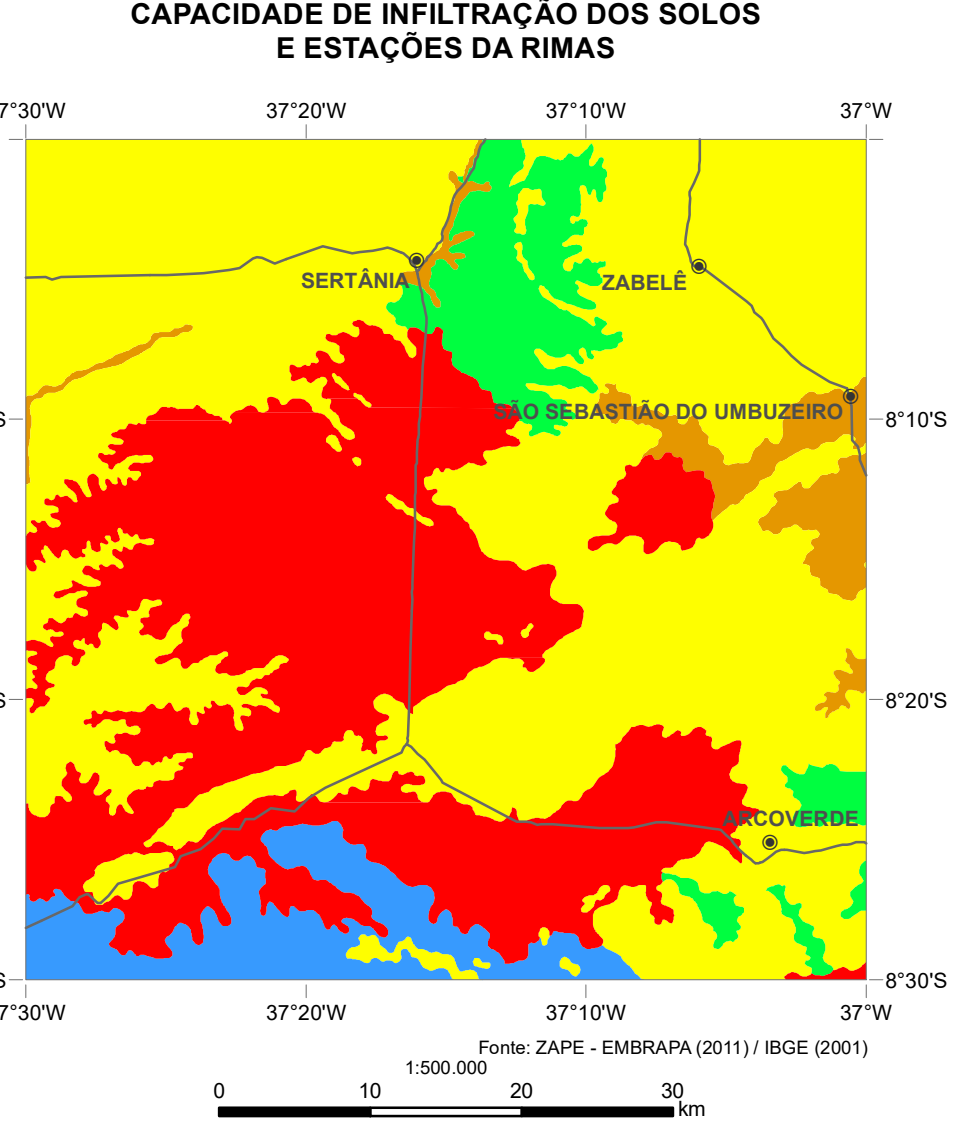 CAPACIDADE DE INFILTRAÇÃO DOS SOLOS
E ESTAÇÕES DA RIMAS
7°30'W 37°20'W 37°10'W 37°W
SERTÂNIA
ZABELÊ
SÃO SEBASTIÃO DO UMBUZEIRO
S 8°10'S
S 8°20'S
ARCOVERDE
S 8°30'S
7°30'W 37°20'W 37°10'W 37°W
Fonte: ZAPE - EMBRAPA (2011) / IBGE (2001)
1:500.000
0 10 20 30
km